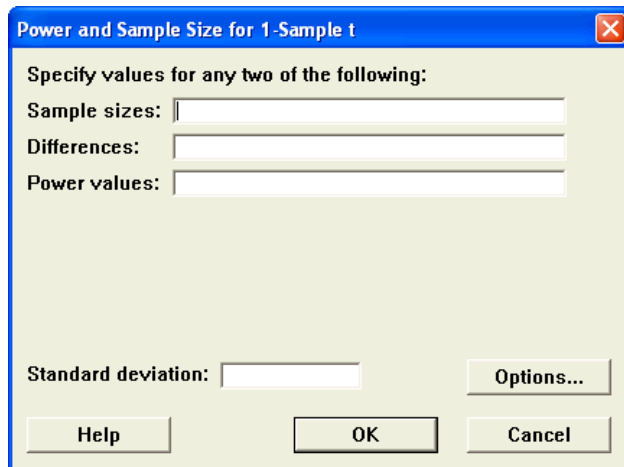 Power and Sample Size for 1-Sample t
Specify values for any two of the following:
Sample sizes:
Differences:
Power values:
Standard deviation:
Options...
Help
OK
Cancel